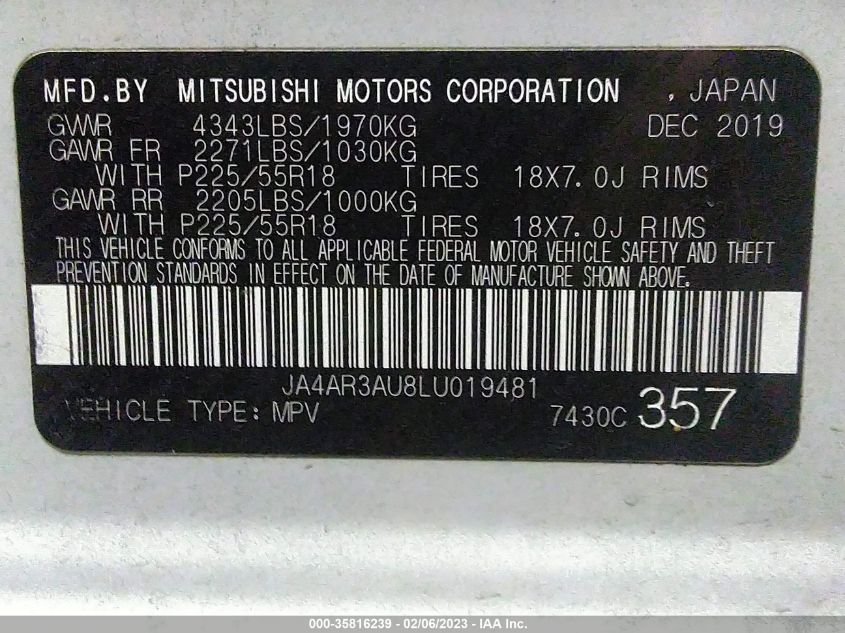 MFD.BY MITSUBISHI MOTORS CORPORATION , JAPAN
GVWR 4343LBS/1970KG DEC 2019
GAWR FR 2271LBS/1030KG
WITH P225/55R18 TIRES 18X7.0J RIMS
GAWR RR 2205LBS/1000KG
WITH P225/55R18 TIRES 18X7.0J RIMS
THIS VEHICLE CONFORMS TO ALL APPLICABLE FEDERAL MOTOR VEHICLE SAFETY AND THEFT
PREVENTION STANDARDS IN EFFECT ON THE DATE OF MANUFACTURE SHOWN ABOVE.
JA4AR3AU8LU019481
VEHICLE TYPE: MPV 7430C 357
000-35816239 - 02/06/2023 - © IAA Inc.